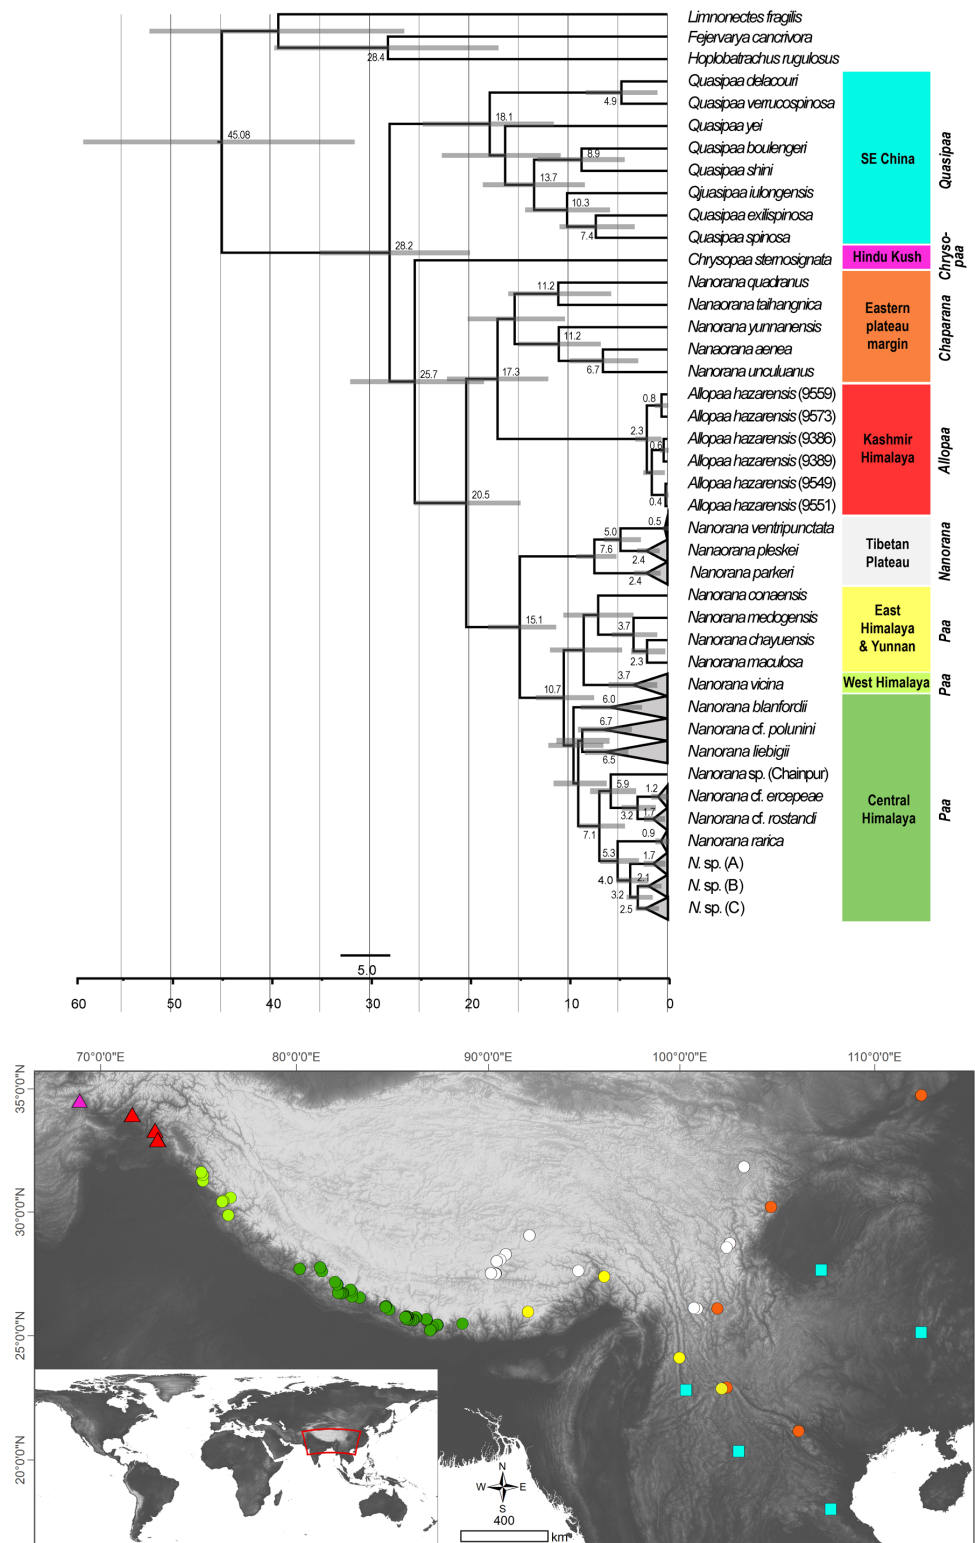 Limnonectes fragilis
Fejervarya cancrivora
28.4
Hoplobatrachus rugulosus
Quasipaa delacouri
4.9
Quasipaa verrucospinosa
18.1
Quasipaa yei
45.08
Quasipaa boulengeri
8.9
SE China
Quasipaa
Quasipaa shini
13.7
Qjuasipaa iulongensis
10.3
Quasipaa exilispinosa
7.4
Quasipaa spinosa
28.2
Chrysopaa sternosignata
Hindu Kush
Chryso-
paa
Nanorana quadranus
11.2
Nanaorana taihangnica
Eastern
plateau
margin
Chaparana
Nanorana yunnanensis
11.2
Nanaorana aenea
6.7
Nanorana unculuanus
25.7
17.3
Allopaa hazarensis (9559)
0.8
Allopaa hazarensis (9573)
2.3
Allopaa hazarensis (9386)
0.6
Kashmir
Himalaya
Allopaa
Allopaa hazarensis (9389)
Allopaa hazarensis (9549)
0.4
Allopaa hazarensis (9551)
20.5
0.5
Nanorana ventripunctata
5.0
7.6
Nanaorana pleskei
2.4
Tibetan
Plateau
Nanorana
Nanorana parkeri
2.4
Nanorana conaensis
15.1
Nanorana medogensis
3.7
East
Himalaya
& Yunnan
Paa
Nanorana chayuensis
2.3
Nanorana maculosa
3.7
Nanorana vicina
West Himalaya
Paa
10.7
6.0
Nanorana blanfordii
6.7
Nanorana cf. polunini
6.5
Nanorana liebigii
Nanorana sp. (Chainpur)
5.9
1.2
Nanorana cf. ercepeae
3.2
1.7
Nanorana cf. rostandi
Central
Himalaya
Paa
7.1
0.9
Nanorana rarica
5.3
1.7
N. sp. (A)
4.0
2.1
N. sp. (B)
3.2
2.5
N. sp. (C)
5.0
60 50 40 30 20 10 0
70°0'0"E 80°0'0"E 90°0'0"E 100°0'0"E 110°0'0"E
35°0'0"N
30°0'0"N
25°0'0"N
20°0'0"N
N
W E
S
400
km